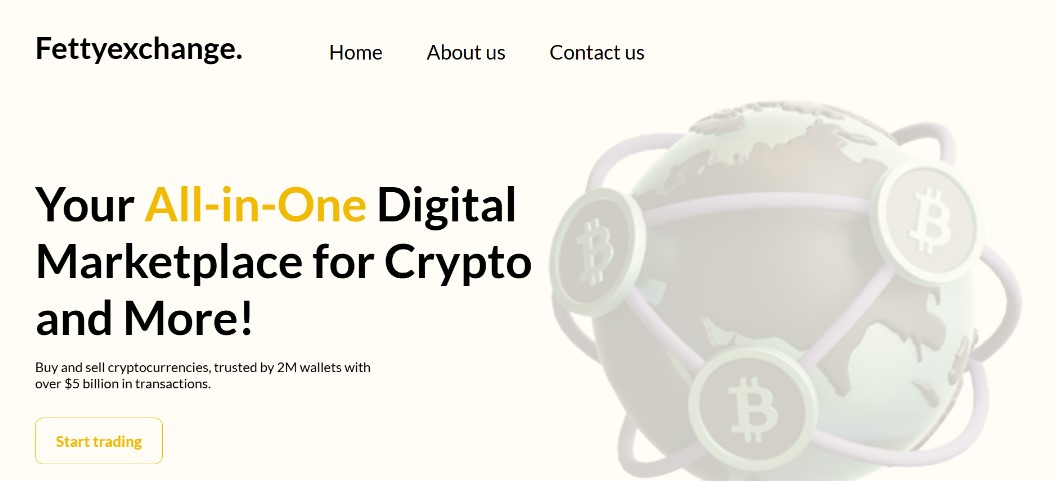 Fettyexchange.
Home
About us
Contact us
Your All-in-One Digital
Marketplace for Crypto
and More!
Buy and sell cryptocurrencies, trusted by 2M wallets with
over $5 billion in transactions.
Start trading